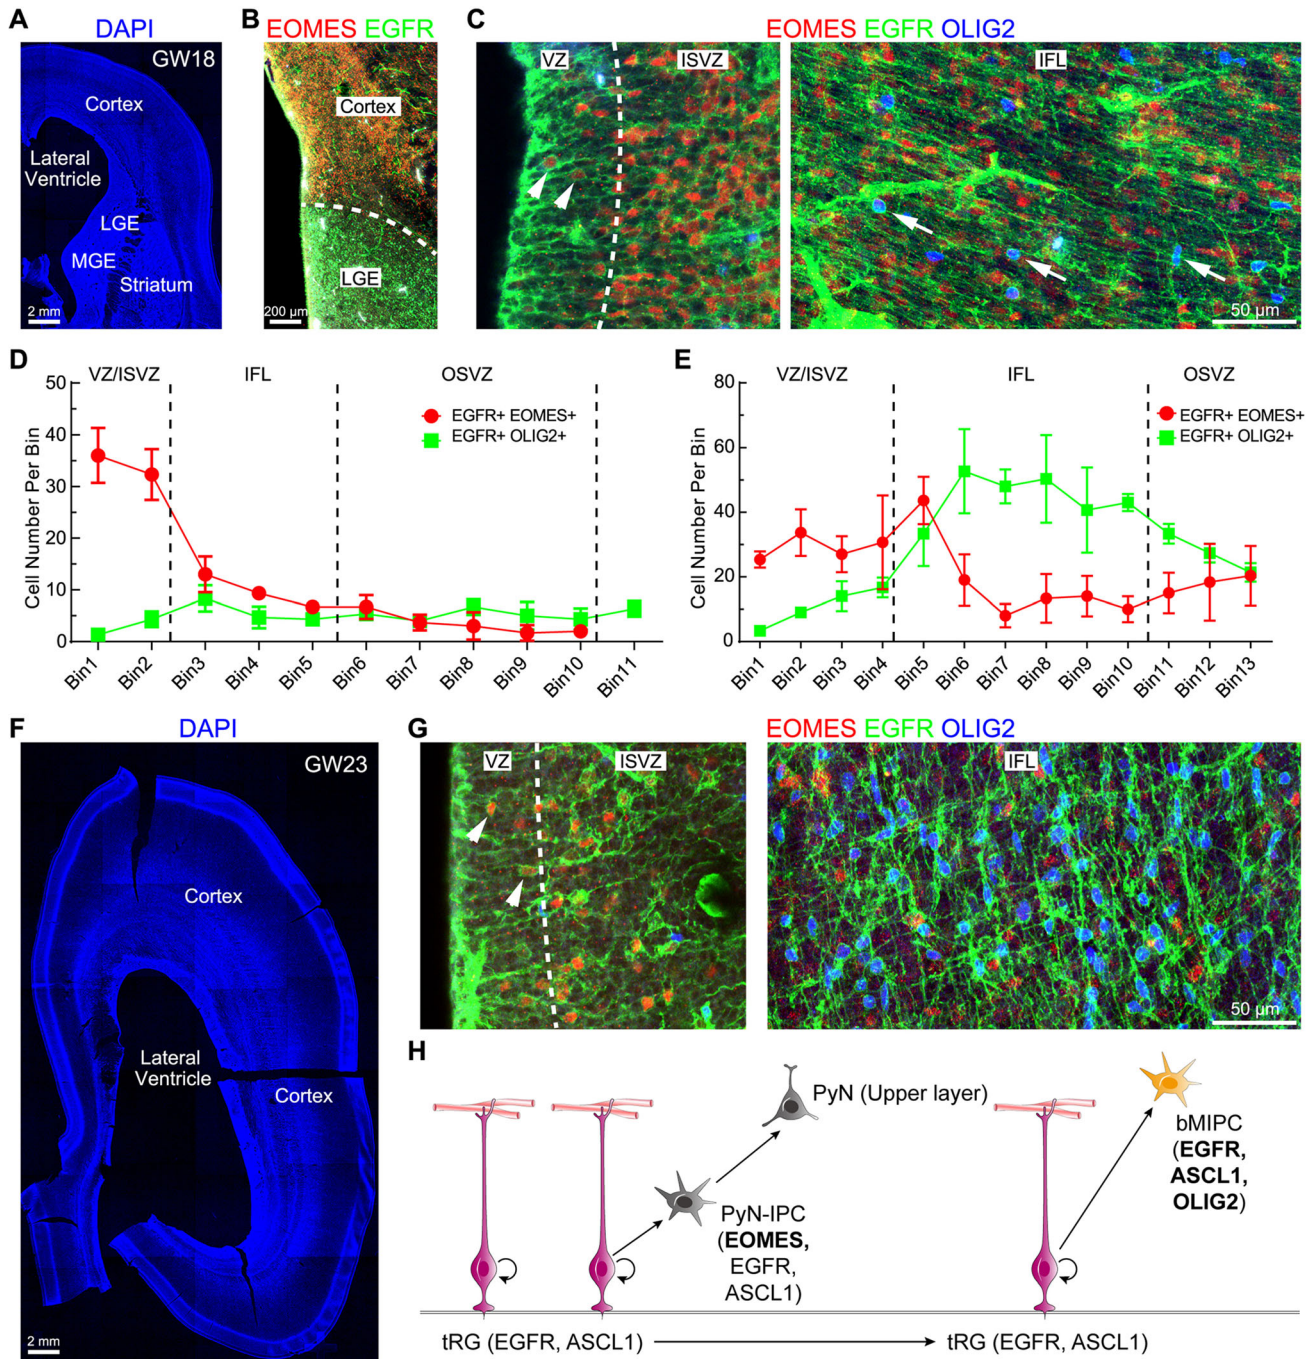 A
DAPI
GW18
Cortex
Lateral
Ventricle
LGE
MGE
Striatum
2 mm
B
EOMES EGFR
Cortex
LGE
200 µm
C
EOMES EGFR OLIG2
VZ
ISVZ
IFL
50 µm
D
VZ/ISVZ
IFL
OSVZ
EGFR+ EOMES+
EGFR+ OLIG2+
Cell Number Per Bin
50
40
30
20
10
0
Bin1
Bin2
Bin3
Bin4
Bin5
Bin6
Bin7
Bin8
Bin9
Bin10
Bin11
E
VZ/ISVZ
IFL
OSVZ
EGFR+ EOMES+
EGFR+ OLIG2+
Cell Number Per Bin
80
60
40
20
0
Bin1
Bin2
Bin3
Bin4
Bin5
Bin6
Bin7
Bin8
Bin9
Bin10
Bin11
Bin12
Bin13
F
DAPI
GW23
Cortex
Lateral
Ventricle
Cortex
2 mm
G
EOMES EGFR OLIG2
VZ
ISVZ
IFL
50 µm
H
PyN (Upper layer)
PyN-IPC
(EOMES,
EGFR,
ASCL1)
bMIPC
(EGFR,
ASCL1,
OLIG2)
tRG (EGFR, ASCL1)
tRG (EGFR, ASCL1)